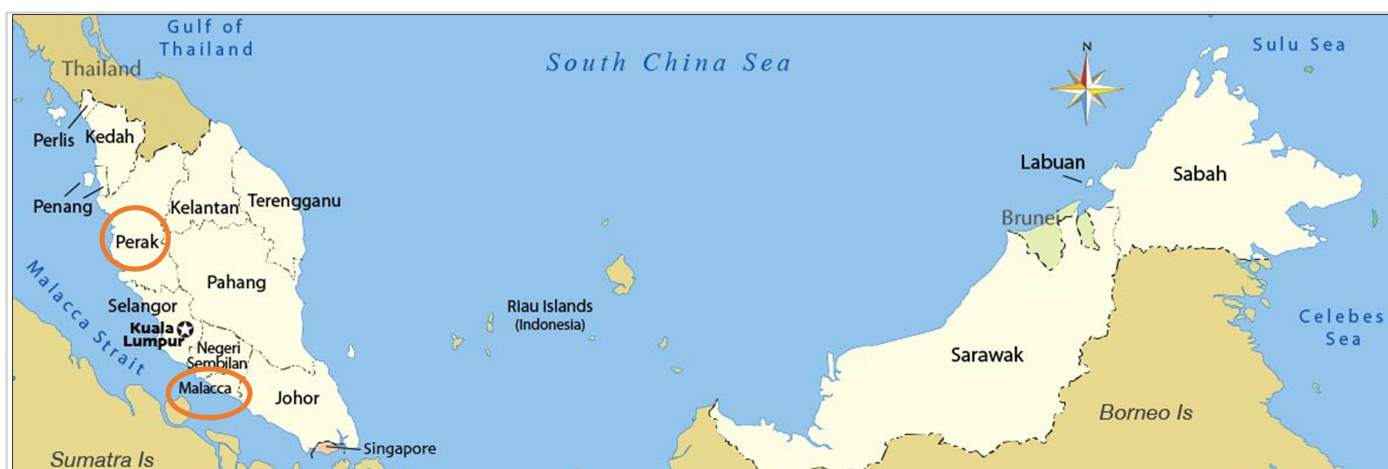 Gulf of
Thailand
South China Sea
N
Sulu Sea
Thailand
Perlis
Kedah
Labuan
Sabah
Penang
Kelantan
Terengganu
Brunei
Perak
Malacca Strait
Pahang
Selangor
Riau Islands
(Indonesia)
Kuala
Lumpur
Celebes
Sea
Negeri
Sembilan
Sarawak
Malacca
Johor
Borneo Is
Singapore
Sumatra Is